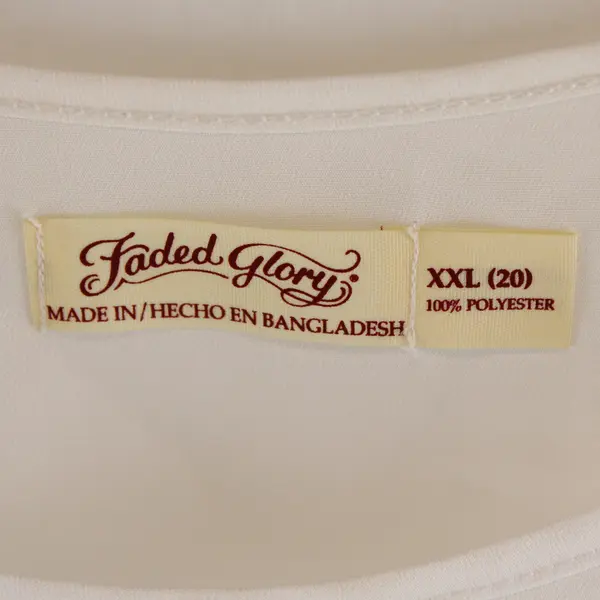 Faded Glory
MADE IN/HECHO EN BANGLADESH
XXL (20)
100% POLYESTER